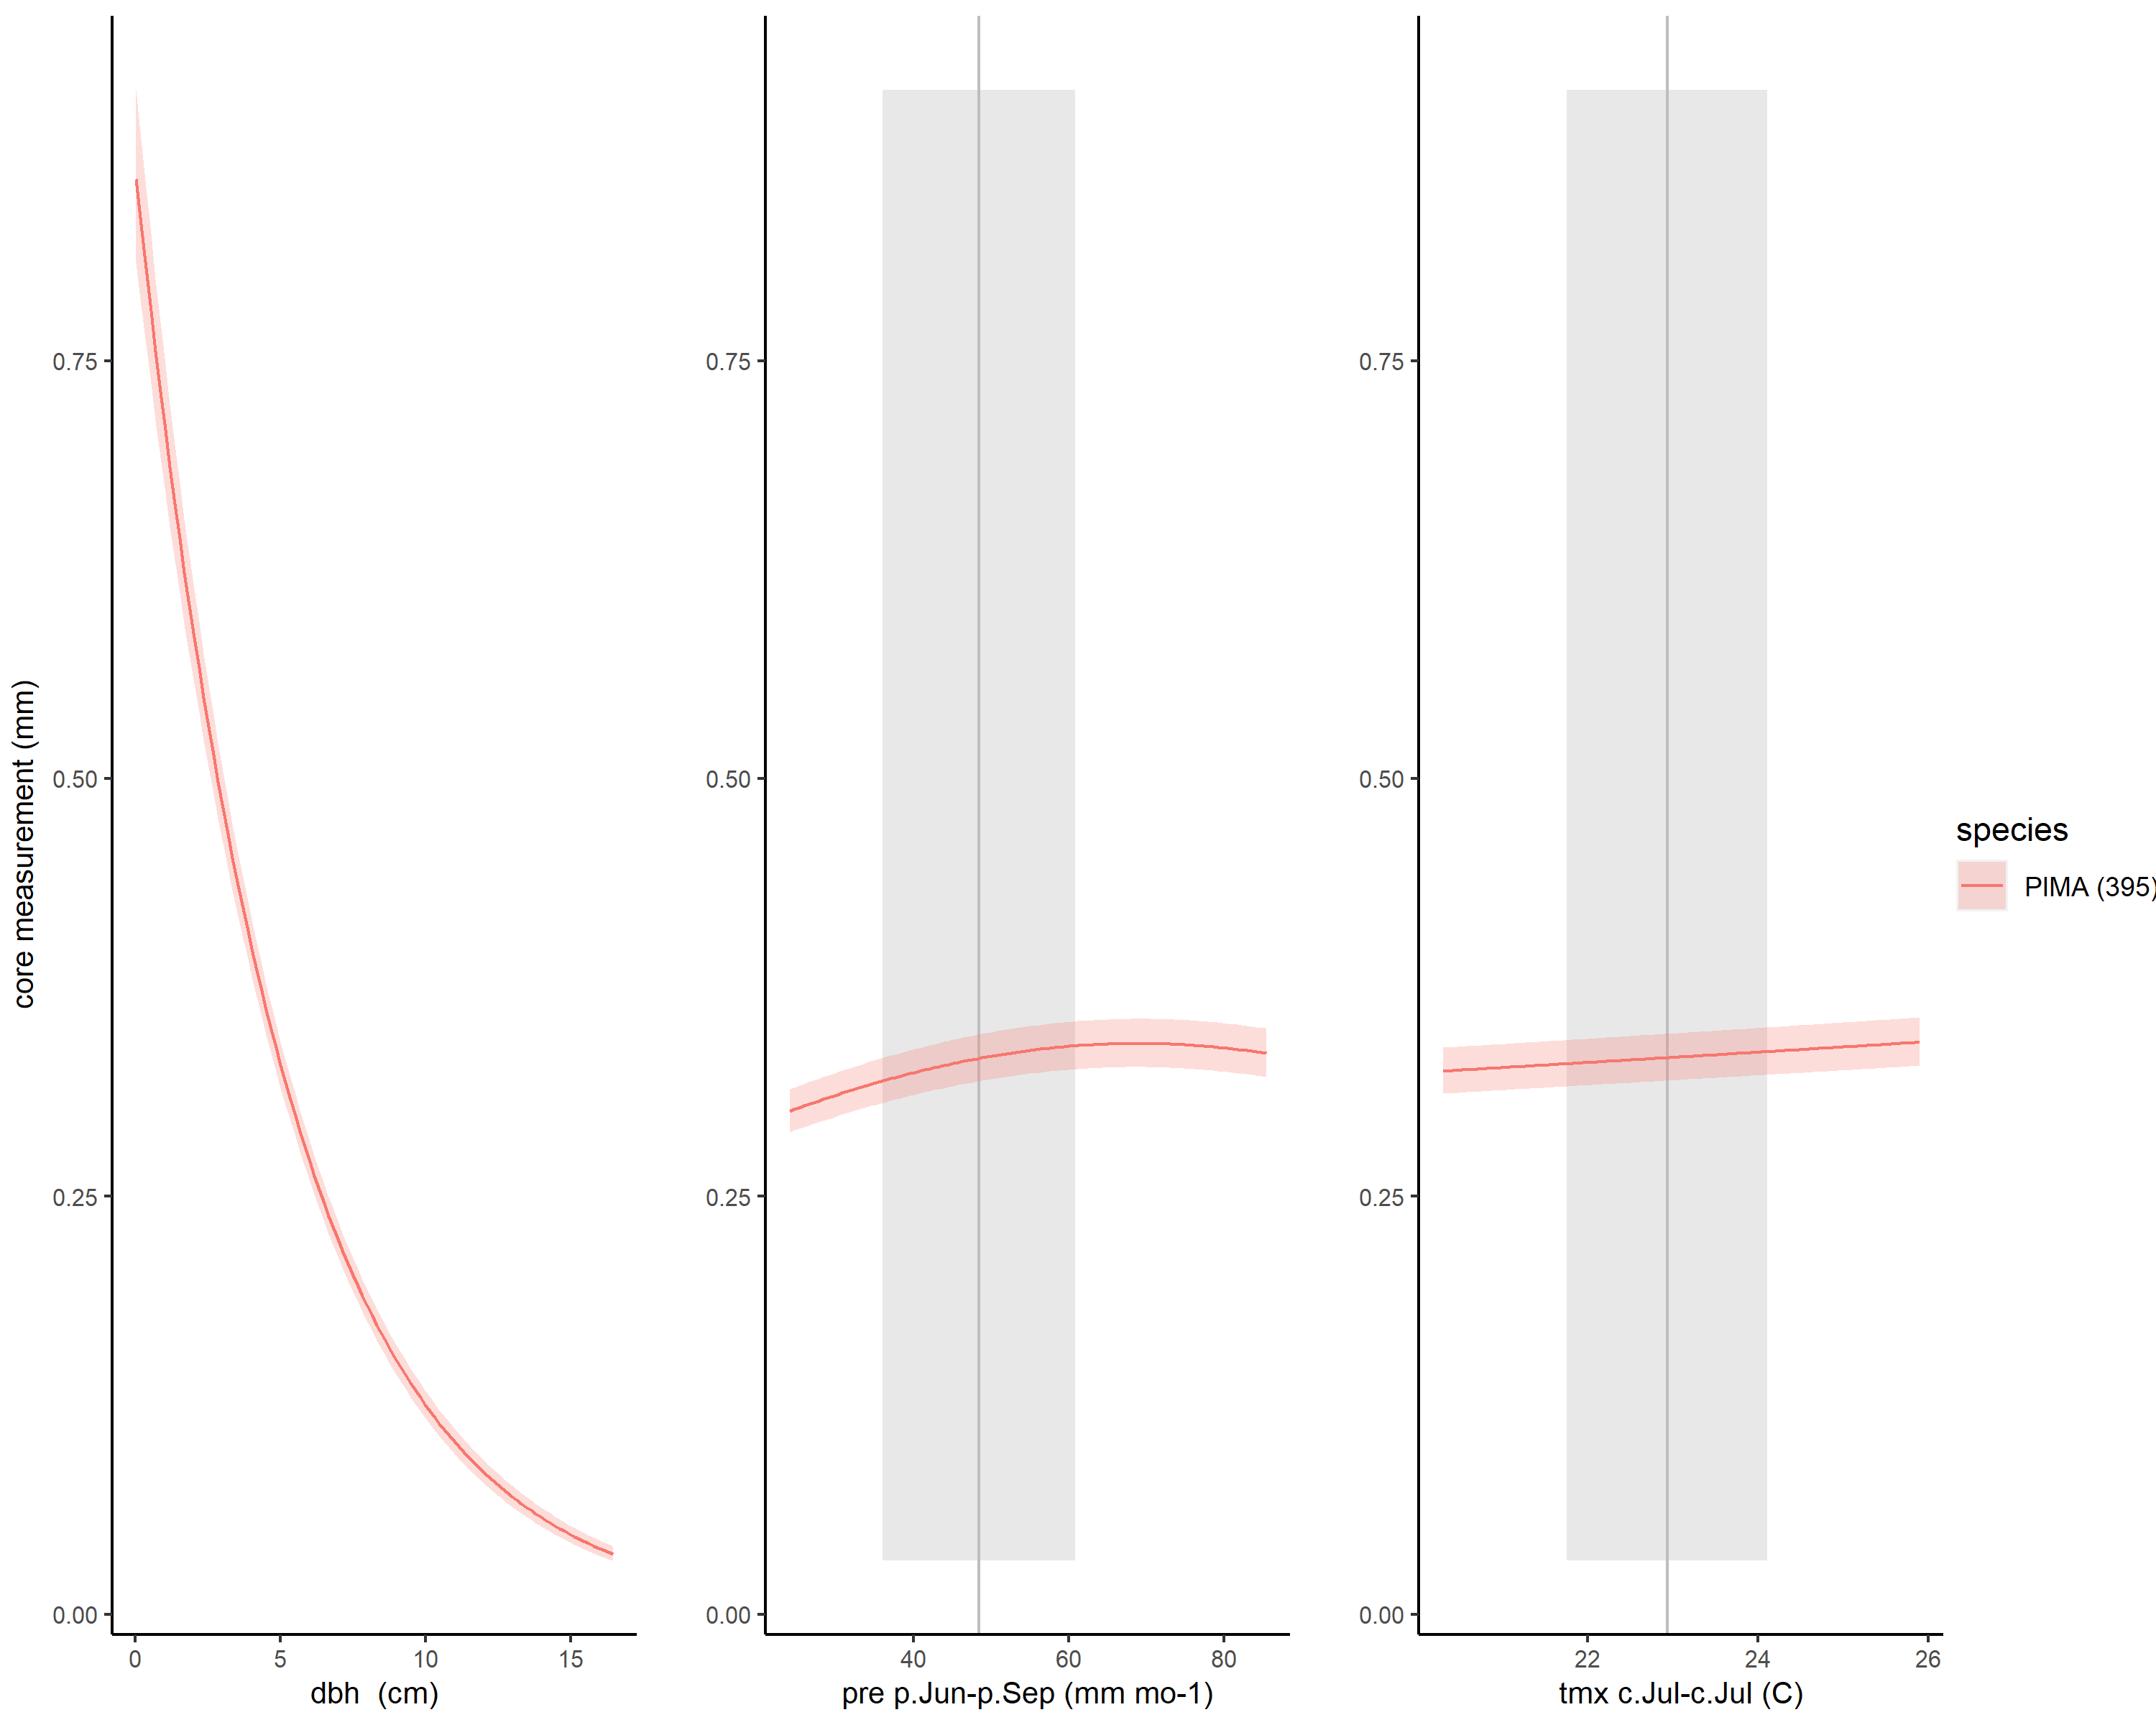 core measurement (mm)
0.75
0.50
0.25
0.00
0 5 10 15
dbh  (cm)
0.75
0.50
0.25
0.00
40 60 80
pre p.Jun-p.Sep (mm mo-1)
0.75
0.50
0.25
0.00
22 24 26
tmx c.Jul-c.Jul (C)
species
PIMA (395)